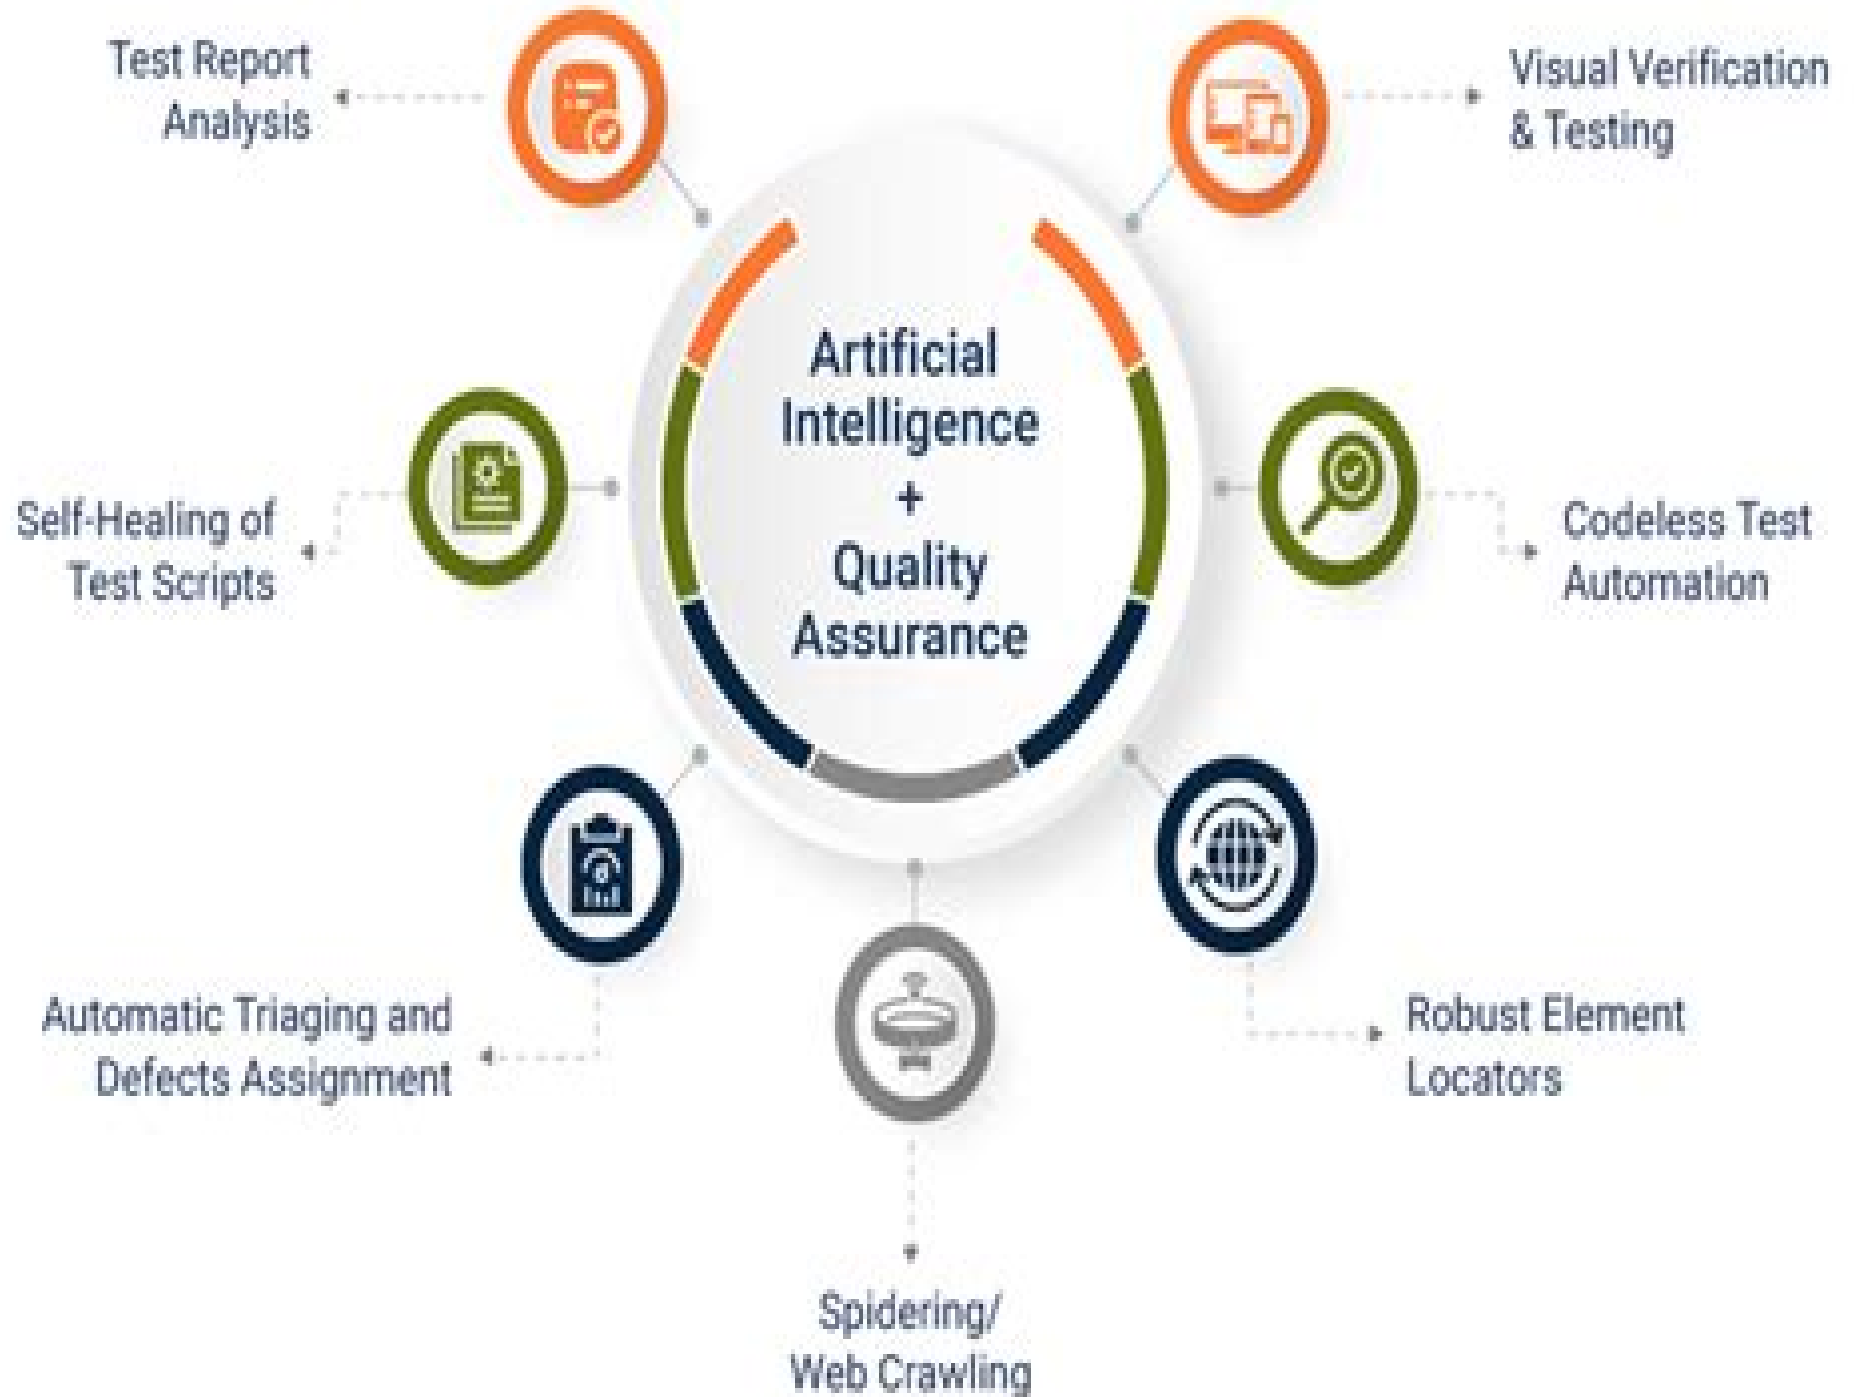 Test Report
Analysis
Visual Verification
& Testing
Artificial
Intelligence
+
Quality
Assurance
Self-Healing of
Test Scripts
Codeless Test
Automation
Automatic Triaging and
Defects Assignment
Robust Element
Locators
Spidering/
Web Crawling